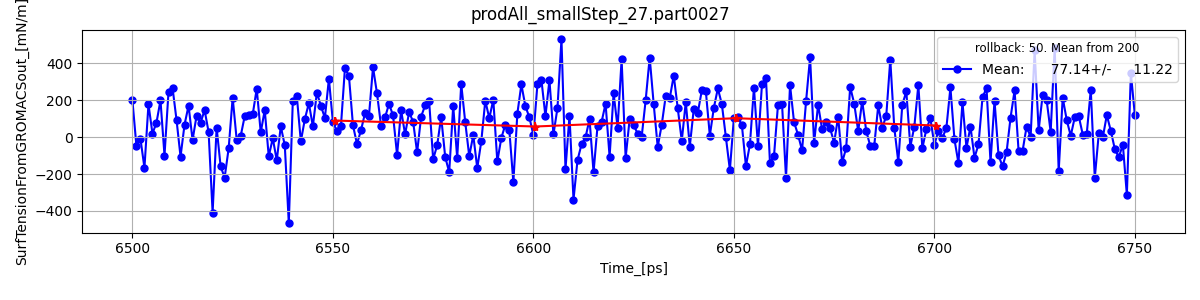 prodAll_smallStep_27.part0027
SurfTensionFromGROMACSout_[mN/m]
400
200
0
−200
−400
rollback: 50. Mean from 200
Mean: 77.14+/- 11.22
6500
6550
6600
6650
6700
6750
Time_[ps]